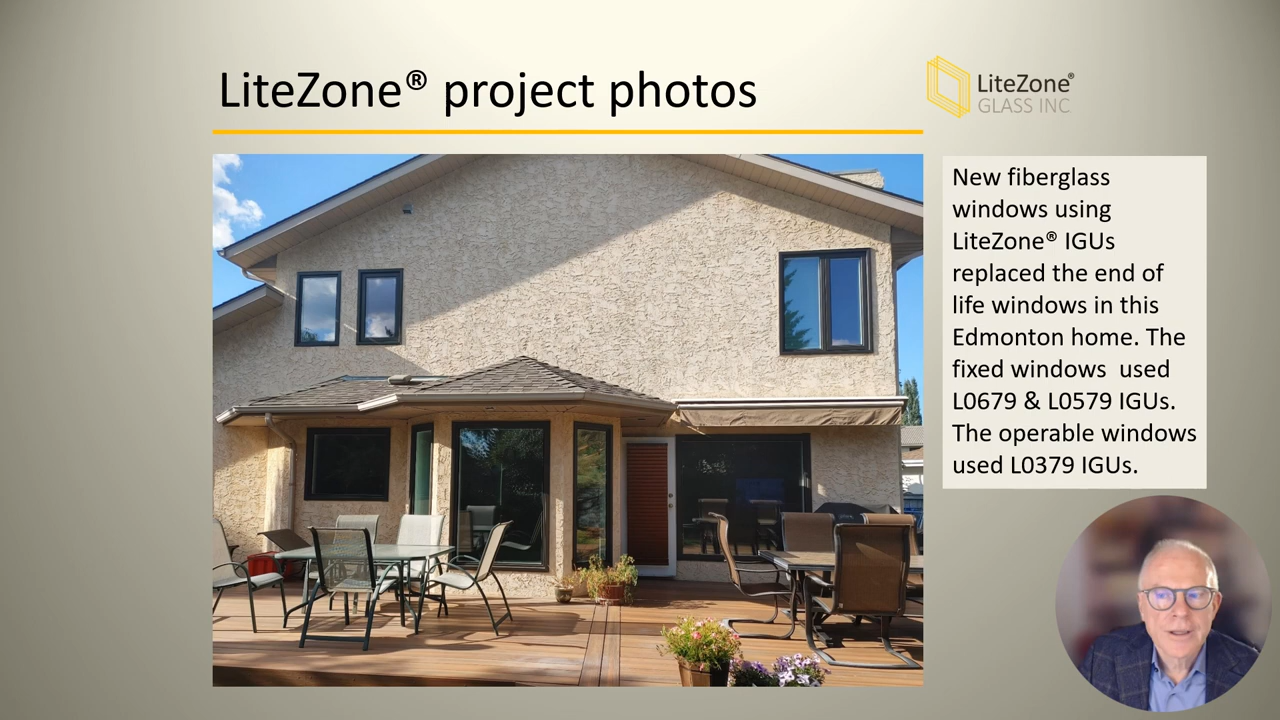 LiteZone® project photos
LiteZone®
GLASS INC
New fiberglass
windows using
LiteZone® IGUs
replaced the end of
life windows in this
Edmonton home. The
fixed windows used
L0679 & L0579 IGUs.
The operable windows
used L0379 IGUs.